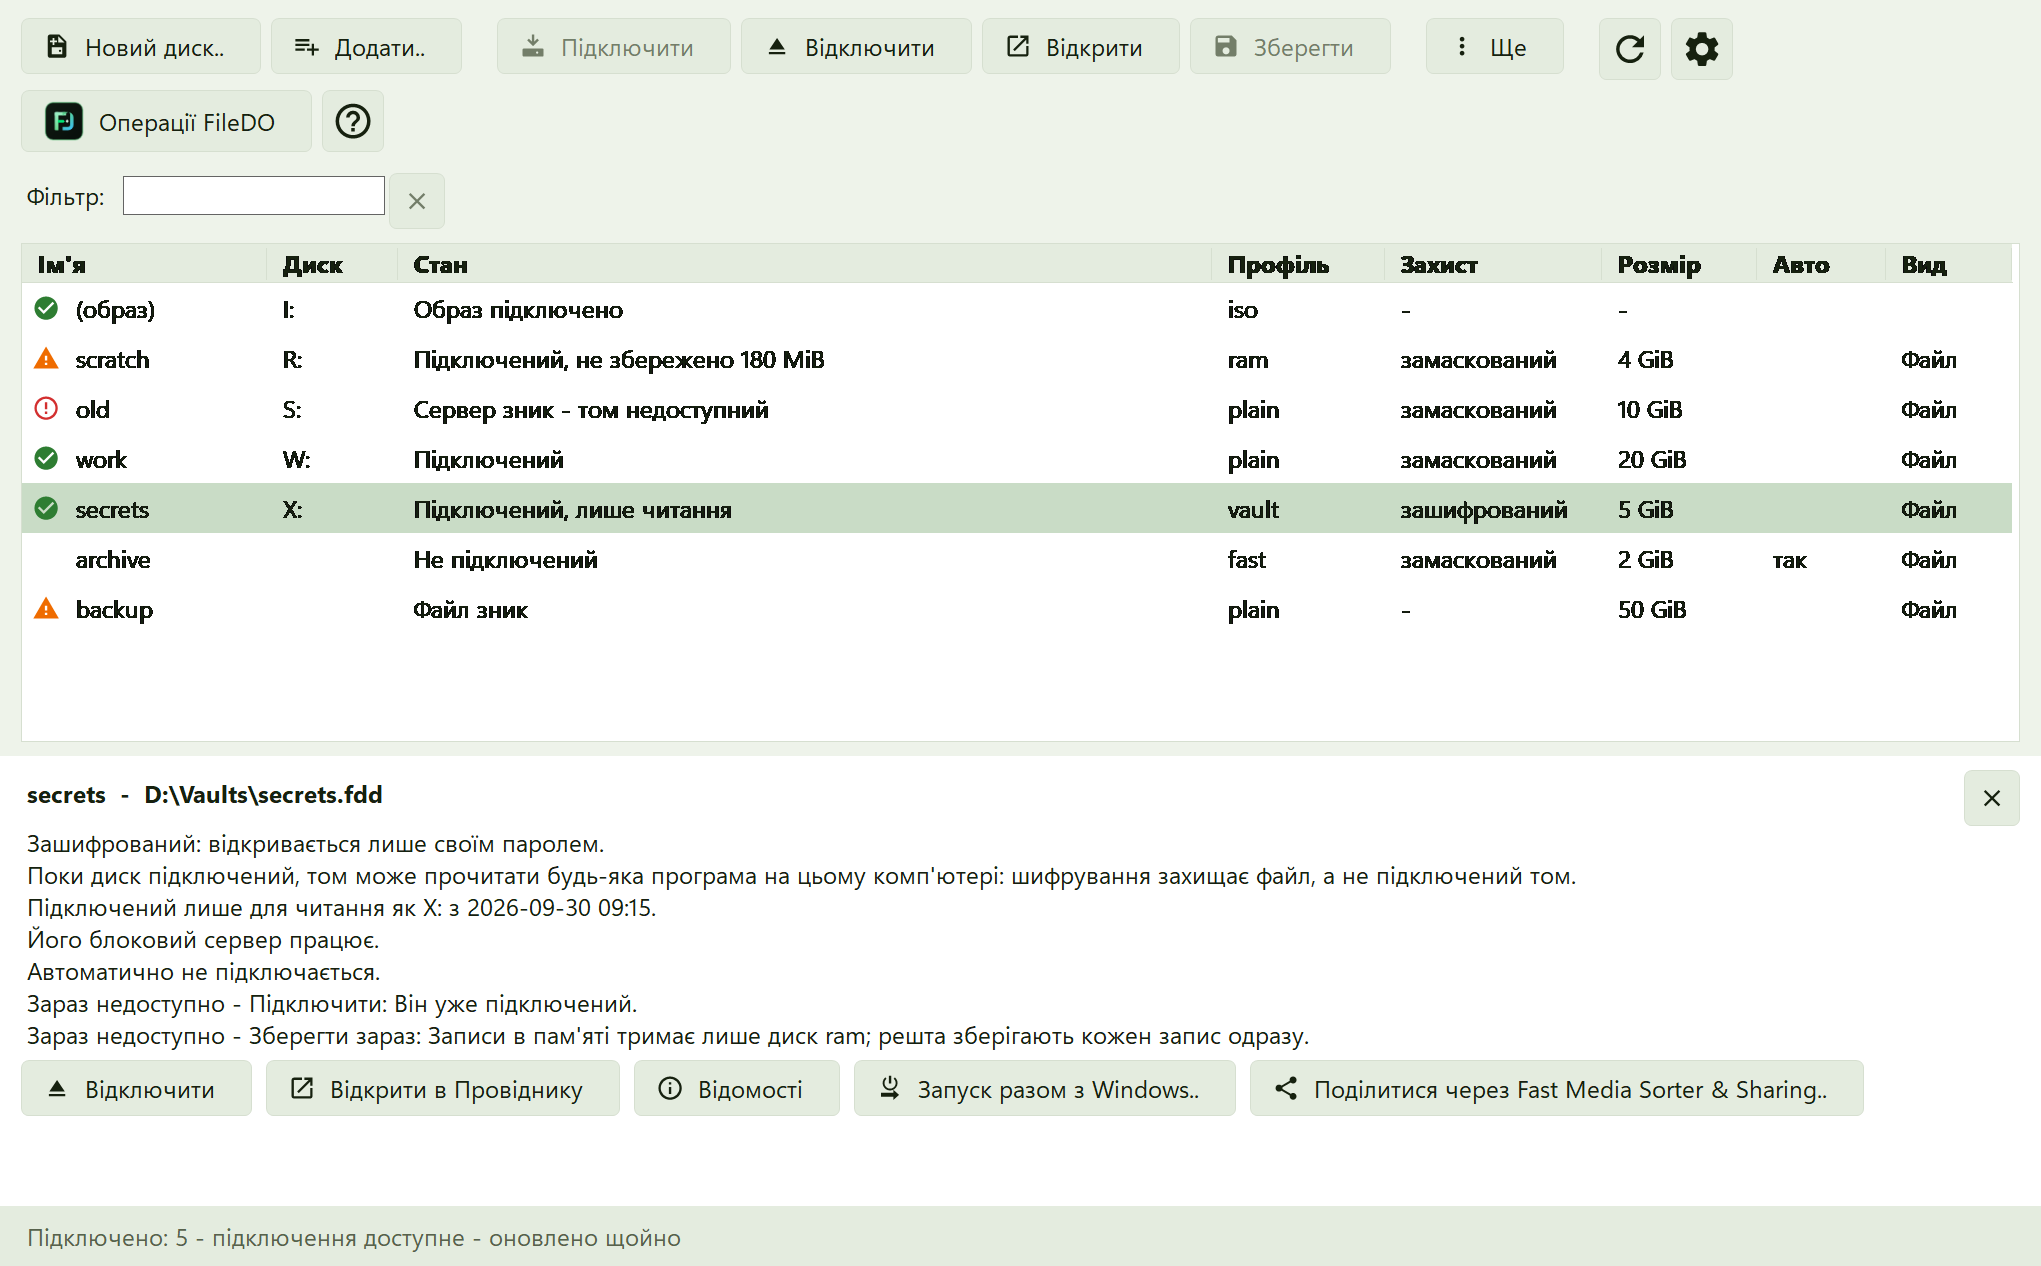 Новий диск.. Додати.. Підключити Відключити Відкрити Зберегти Ще
Операції FileDO
Фільтр:
Ім'я Диск Стан Профіль Захист Розмір Авто Вид
(образ) I: Образ підключено iso - -
scratch R: Підключений, не збережено 180 MiB ram замаскований 4 GiB Файл
old S: Сервер зник - том недоступний plain замаскований 10 GiB Файл
work W: Підключений plain замаскований 20 GiB Файл
secrets X: Підключений, лише читання vault зашифрований 5 GiB Файл
archive Не підключений fast замаскований 2 GiB так Файл
backup Файл зник plain - 50 GiB Файл
secrets - D:\Vaults\secrets.fdd
Зашифрований: відкривається лише своїм паролем.
Поки диск підключений, том може прочитати будь-яка програма на цьому комп'ютері: шифрування захищає файл, а не підключений том.
Підключений лише для читання як X: з 2026-09-30 09:15.
Його блоковий сервер працює.
Автоматично не підключається.
Зараз недоступно - Підключити: Він уже підключений.
Зараз недоступно - Зберегти зараз: Записи в пам'яті тримає лише диск ram; решта зберігають кожен запис одразу.
Відключити Відкрити в Провіднику Відомості Запуск разом з Windows.. Поділитися через Fast Media Sorter & Sharing..
Підключено: 5 - підключення доступне - оновлено щойно